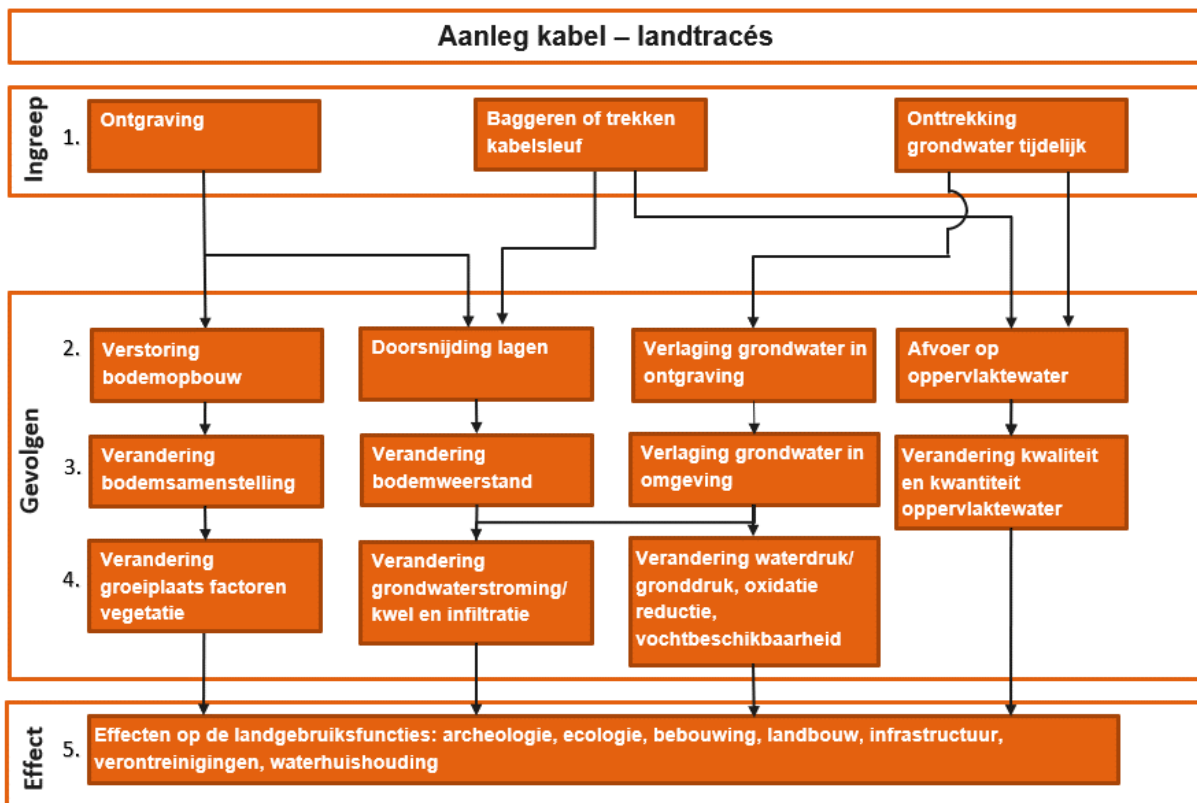 Aanleg kabel – landtracés
Ingreep
1.
Ontgraving
Baggeren of trekken
kabelsleuf
Onttrekking
grondwater tijdelijk
Gevolgen
2.
Verstoring
bodemopbouw
Doorsnijding lagen
Verlaging grondwater in
ontgraving
Afvoer op
oppervlaktewater
3.
Verandering
bodemsamenstelling
Verandering
bodemweerstand
Verlaging grondwater in
omgeving
Verandering kwaliteit
en kwantiteit
oppervlaktewater
4.
Verandering
groeiplaats factoren
vegetatie
Verandering
grondwaterstroming/
kwel en infiltratie
Verandering waterdruk/
gronddruk, oxidatie
reductie,
vochtbeschikbaarheid
Effect
5.
Effecten op de landgebruiksfuncties: archeologie, ecologie, bebouwing, landbouw, infrastructuur,
verontreinigingen, waterhuishouding